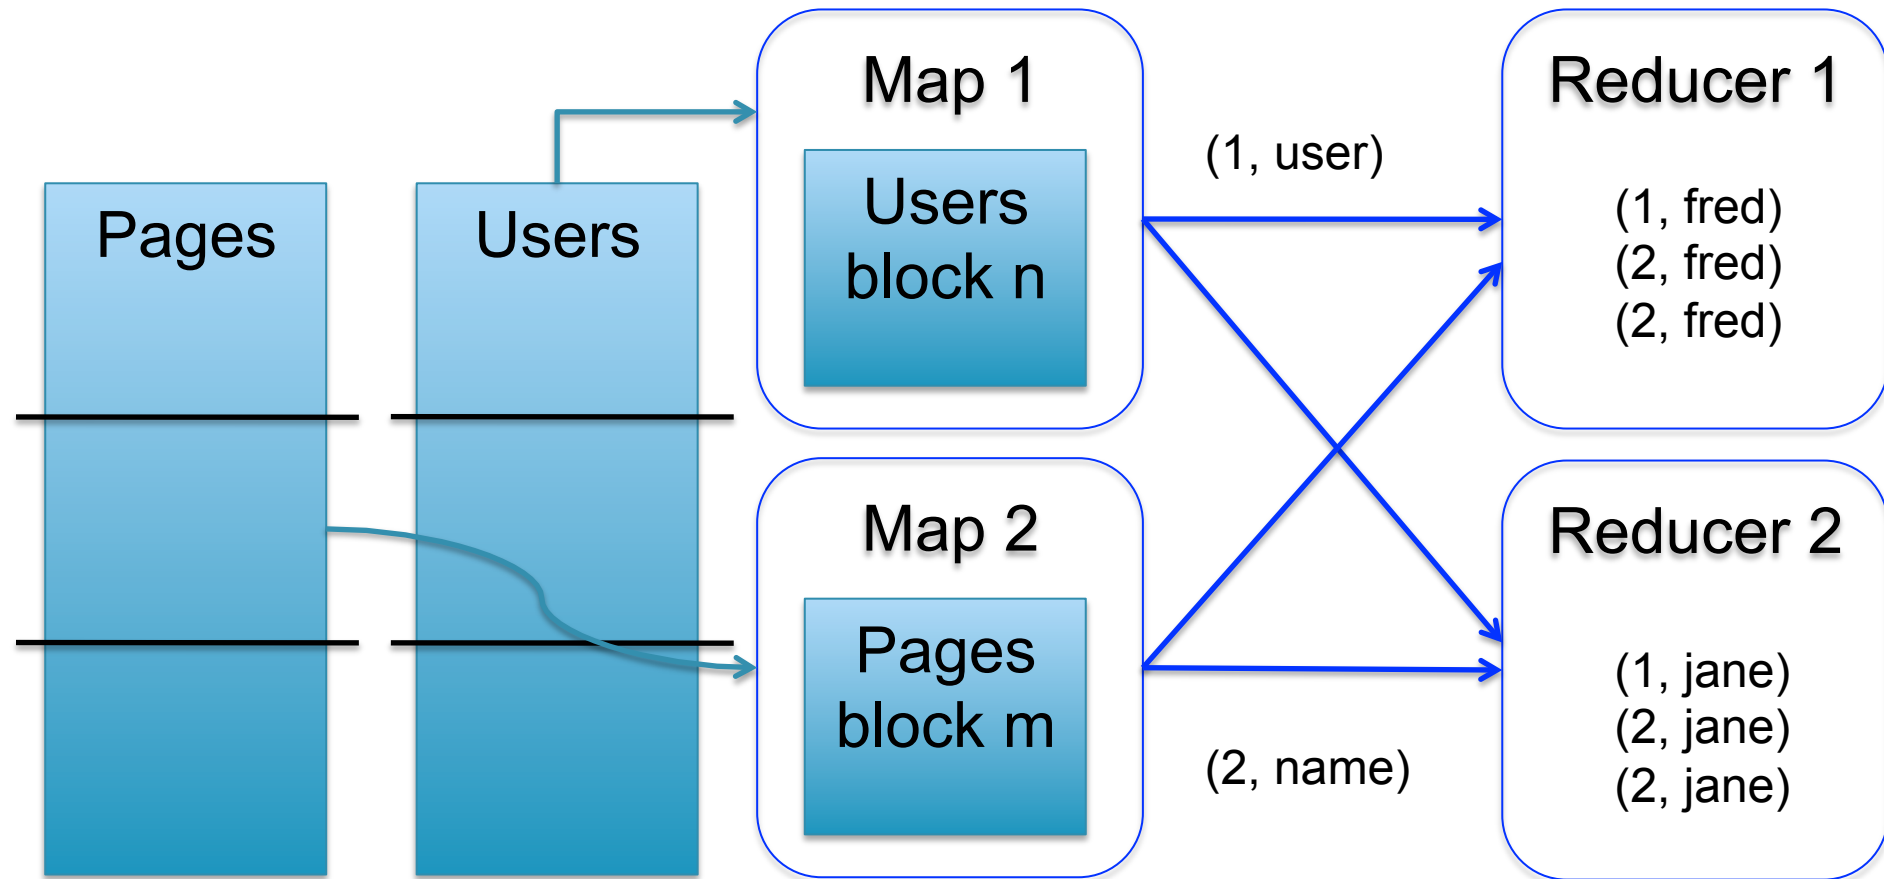 Pages
Users
Map 1
Users
block n
Map 2
Pages
block m
(1, user)
(2, name)
Reducer 1
(1, fred)
(2, fred)
(2, fred)
Reducer 2
(1, jane)
(2, jane)
(2, jane)